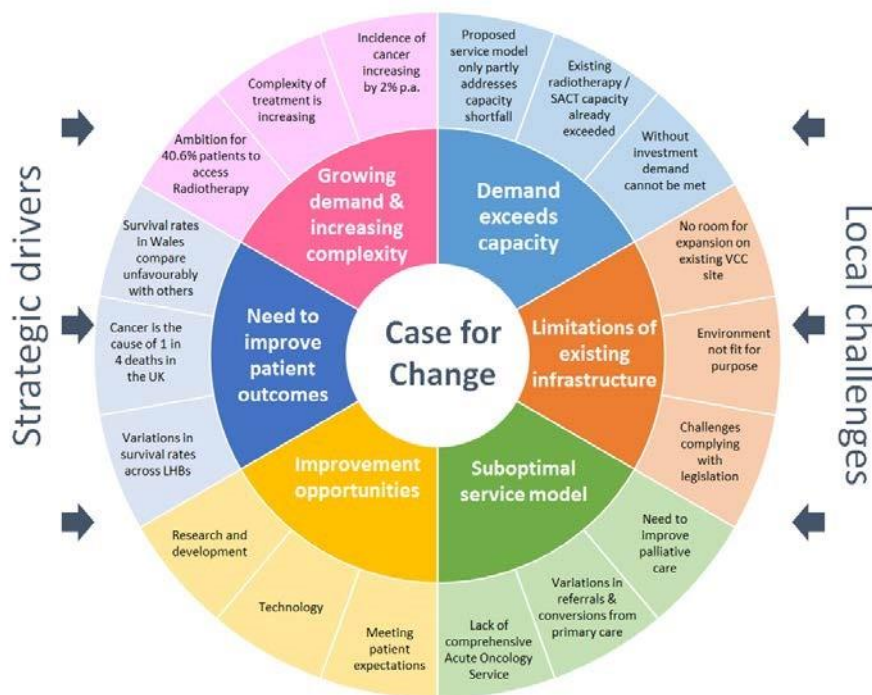 Strategic drivers
Local challenges
Case for
Change
Growing
demand &
increasing
complexity
Incidence of
cancer
increasing
by 2% p.a.
Complexity of
treatment is
increasing
Ambition for
40.6% patients to
access
Radiotherapy
Demand
exceeds
capacity
Proposed
service model
only partly
addresses
capacity
shortfall
Existing
radiotherapy /
SACT capacity
already
exceeded
Without
investment
demand
cannot be met
Limitations of
existing
infrastructure
No room for
expansion on
existing VCC
site
Environment
not fit for
purpose
Challenges
complying
with
legislation
Suboptimal
service model
Need to
improve
palliative
care
Variations in
referrals &
conversions from
primary care
Lack of
comprehensive
Acute Oncology
Service
Improvement
opportunities
Meeting
patient
expectations
Technology
Research and
development
Need to
improve
patient
outcomes
Variations in
survival rates
across LHBs
Cancer is the
cause of 1 in
4 deaths in
the UK
Survival rates
in Wales
compare
unfavourably
with others